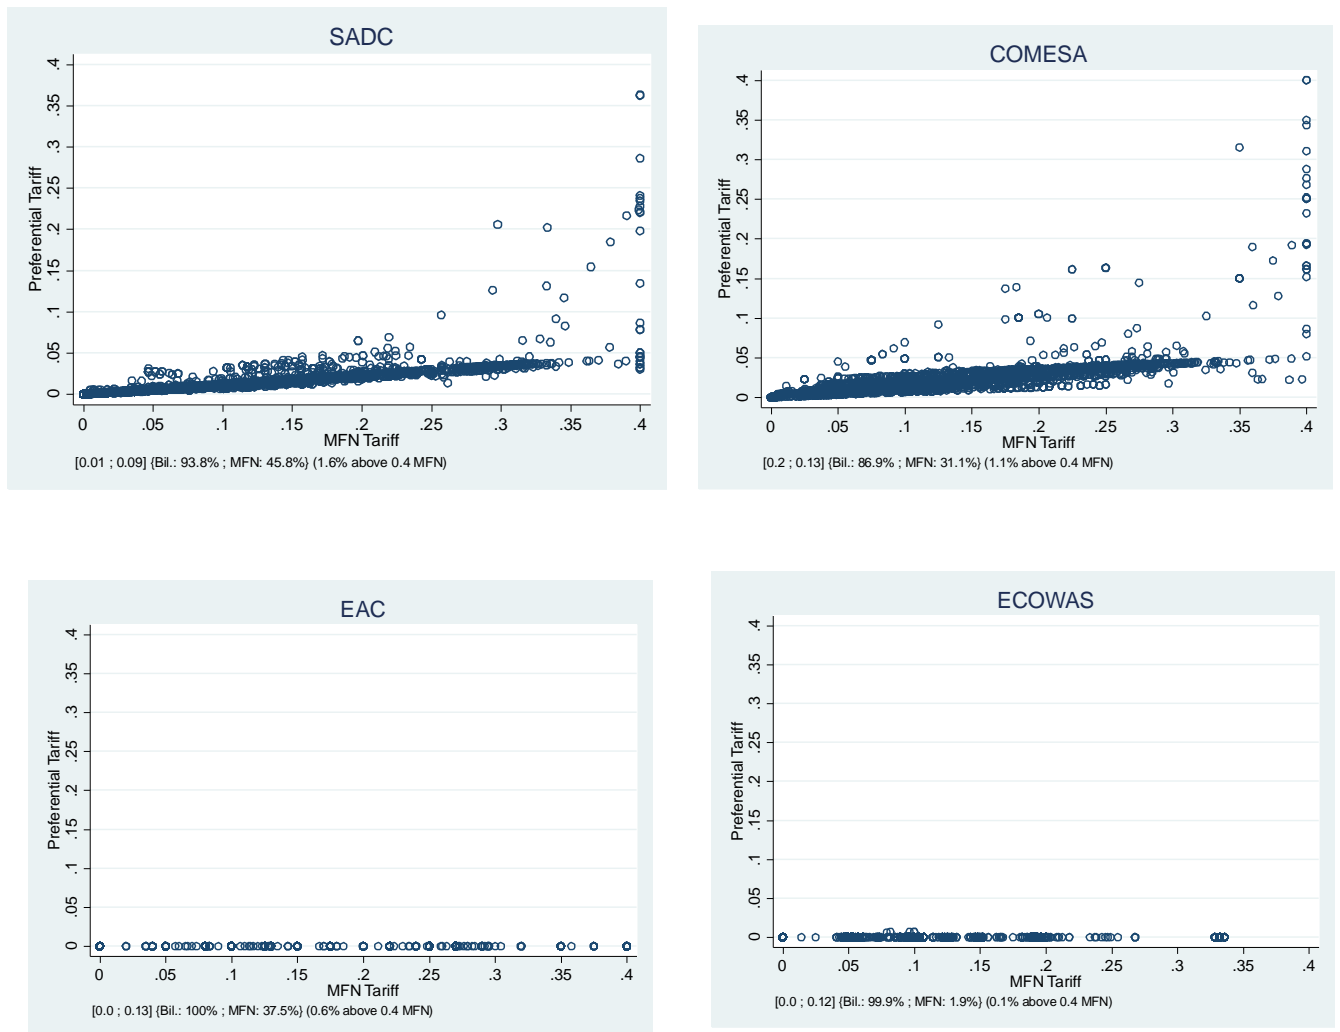 SADC
Preferential Tariff
.4
.35
.3
.25
.2
.15
.1
.05
0
0 .05 .1 .15 .2 .25 .3 .35 .4
MFN Tariff
[0.01 ; 0.09] {Bil.: 93.8% ; MFN: 45.8%} (1.6% above 0.4 MFN)
COMESA
Preferential Tariff
.4
.3
.2
.15
.1
.05
0
0 .05 .1 .15 .2 .25 .3 .35 .4
MFN Tariff
[0.2 ; 0.13] {Bil.: 86.9% ; MFN: 31.1%} (1.1% above 0.4 MFN)
EAC
Preferential Tariff
.4
.35
.3
.25
.2
.15
.1
.05
0
0 .05 .1 .15 .2 .25 .3 .35 .4
MFN Tariff
[0.0 ; 0.13] {Bil.: 100% ; MFN: 37.5%} (0.6% above 0.4 MFN)
ECOWAS
Preferential Tariff
.4
.35
.3
.25
.2
.15
.1
.05
0
0 .05 .1 .15 .2 .25 .3 .35 .4
MFN Tariff
[0.0 ; 0.12] {Bil.: 99.9% ; MFN: 1.9%} (0.1% above 0.4 MFN)